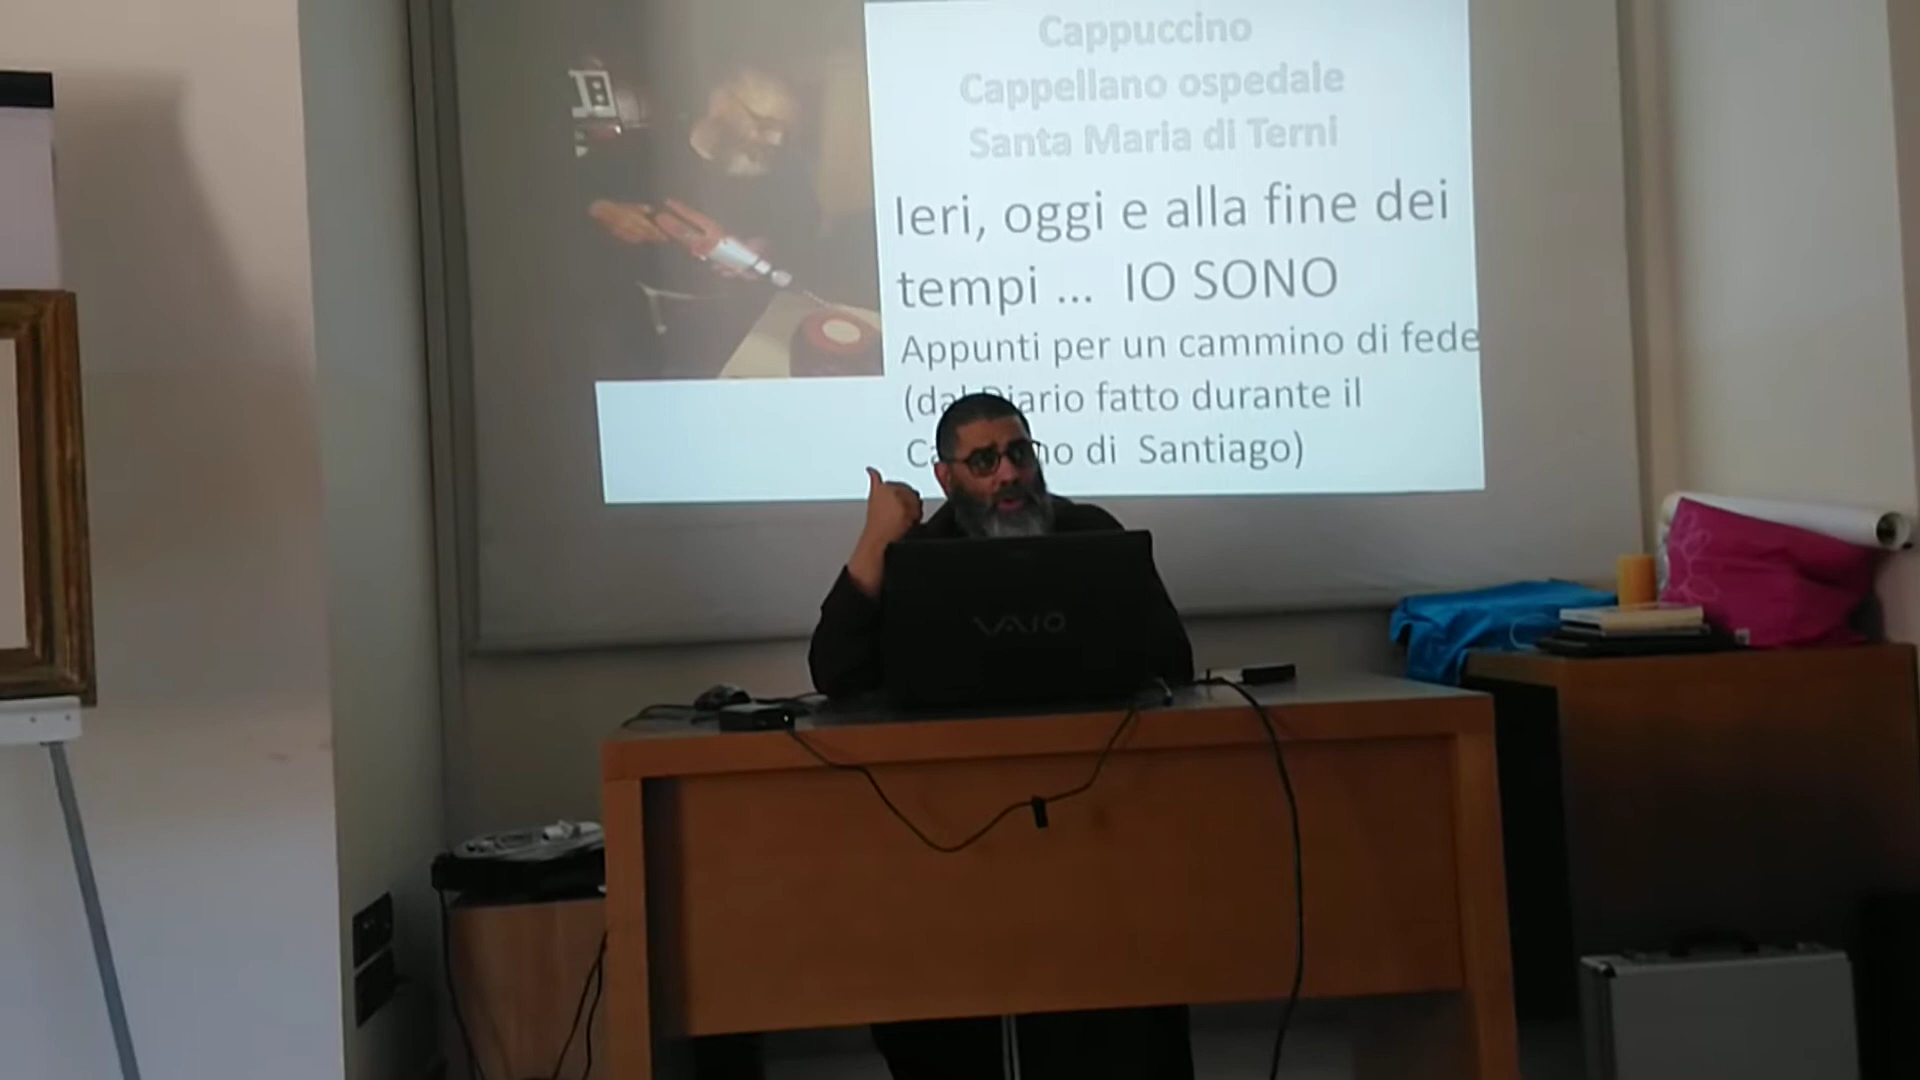 Cappuccino
Cappellano ospedale
Santa Maria di Terni
Ieri, oggi e alla fine dei
tempi ... IO SONO
Appunti per un cammino di fede
(dal Diario fatto durante il
di Santiago)
VAIO